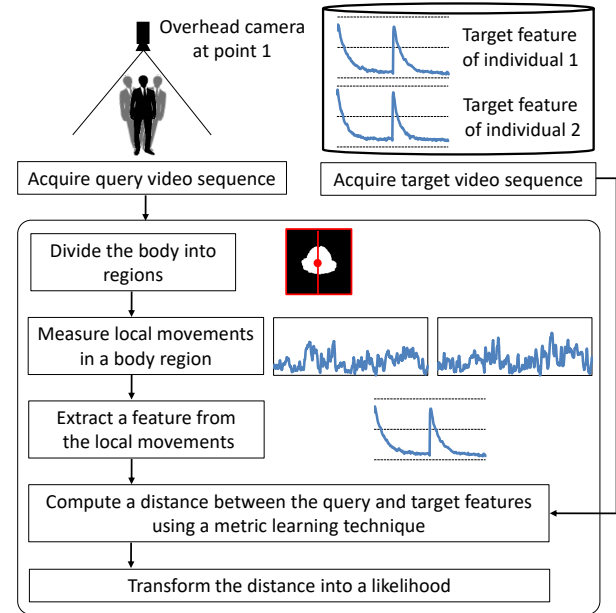 Overhead camera
at point 1
Target feature
of individual 1
Target feature
of individual 2
Acquire query video sequence
Acquire target video sequence
Divide the body into
regions
Measure local movements
in a body region
Extract a feature from
the local movements
Compute a distance between the query and target features
using a metric learning technique
Transform the distance into a likelihood